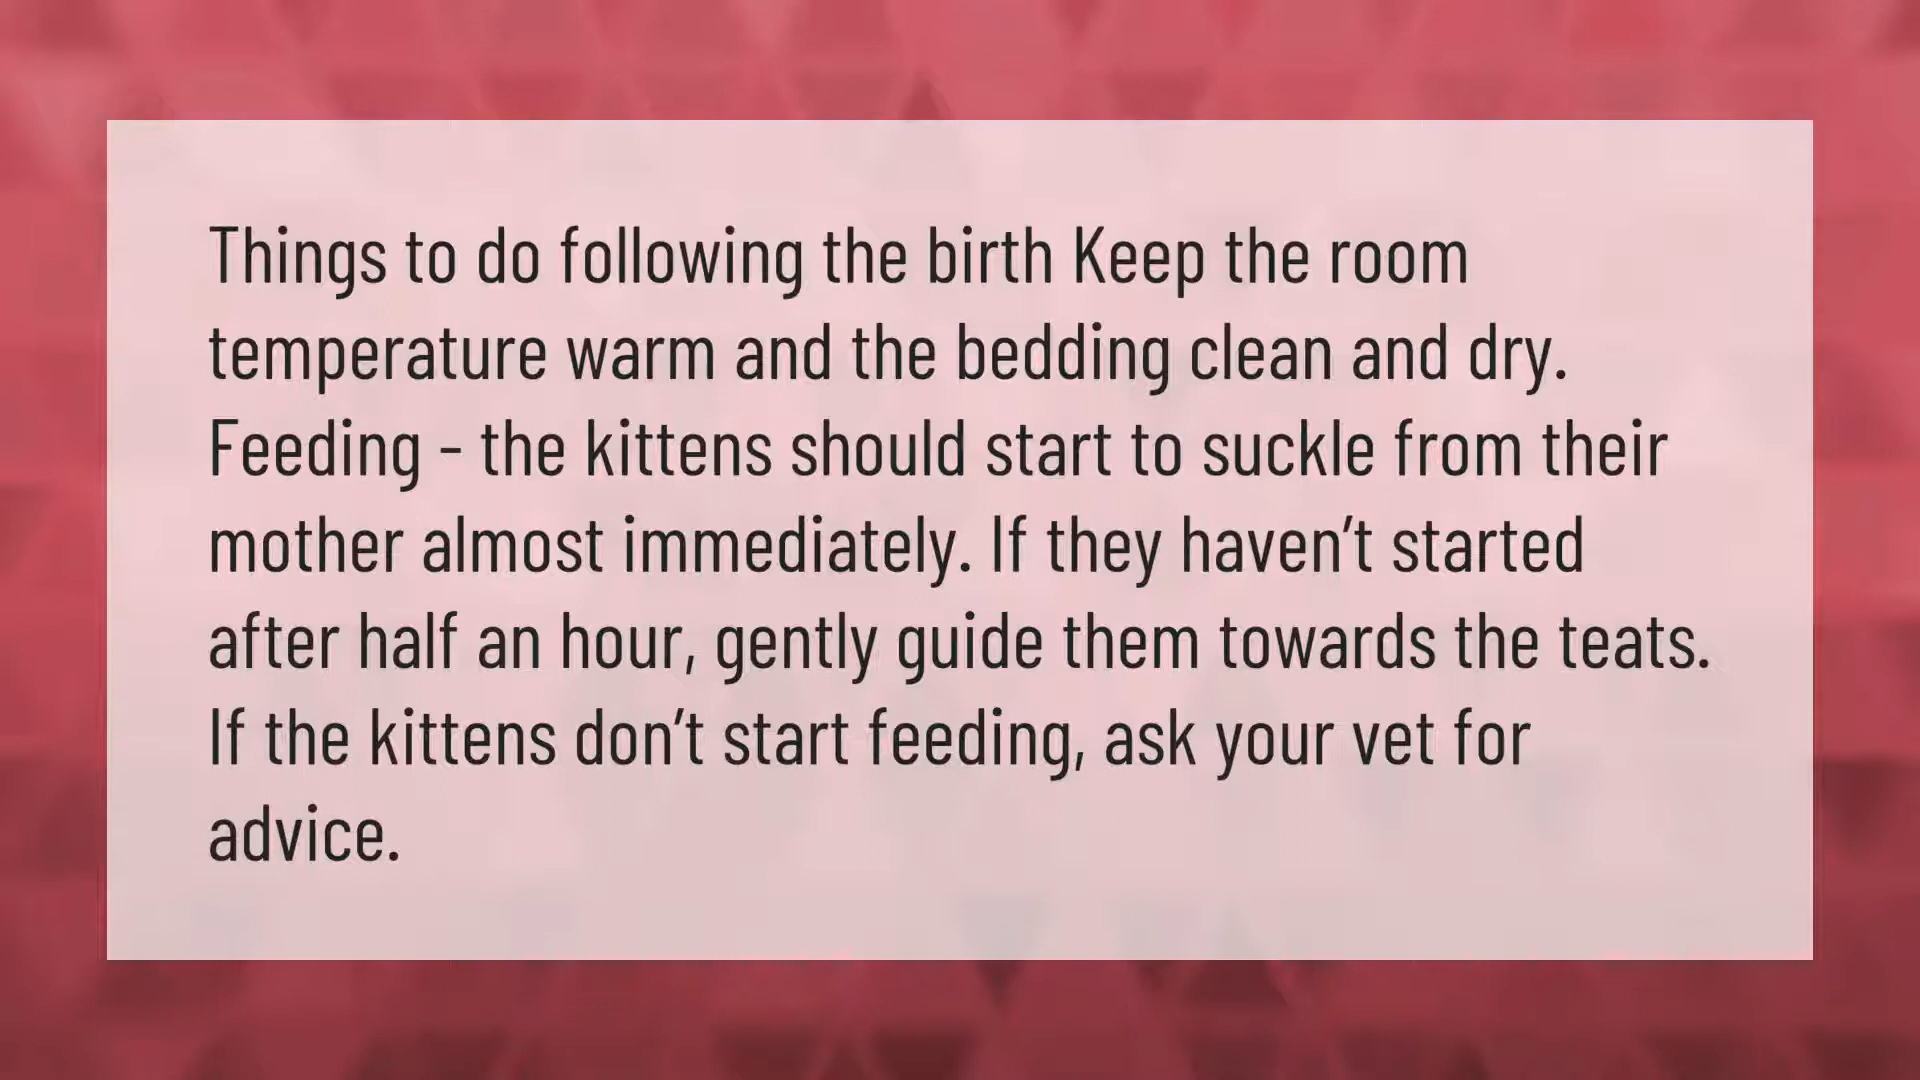 Things to do following the birth Keep the room
temperature warm and the bedding clean and dry.
Feeding - the kittens should start to suckle from their
mother almost immediately. If they haven’t started
after half an hour, gently guide them towards the teats.
If the kittens don’t start feeding, ask your vet for
advice.